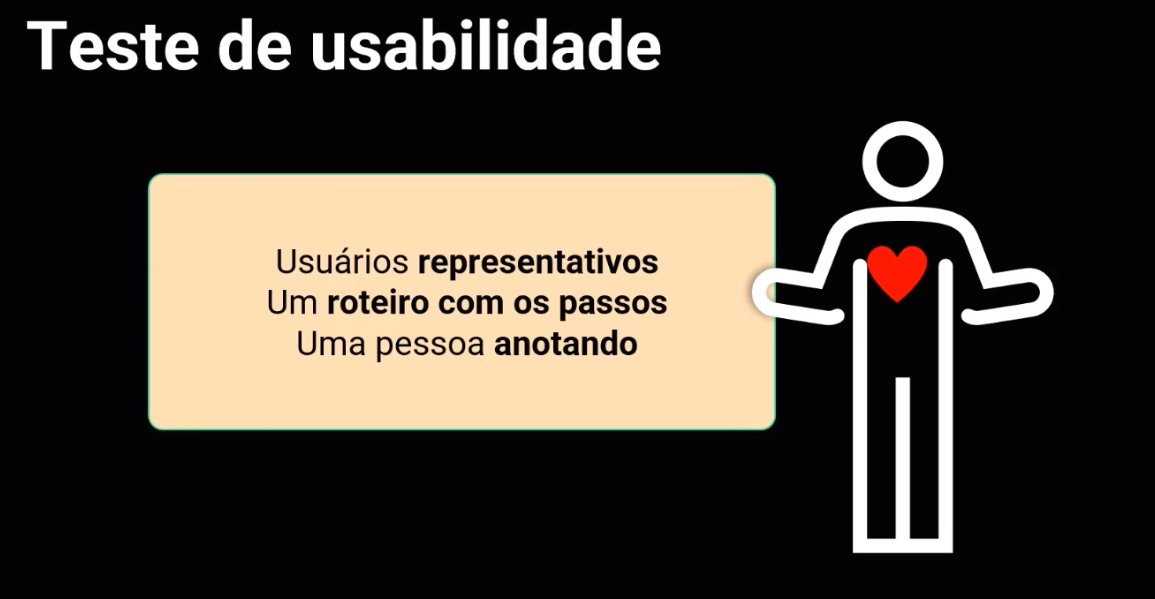 Teste de usabilidade
Usuários representativos
Um roteiro com os passos
Uma pessoa anotando